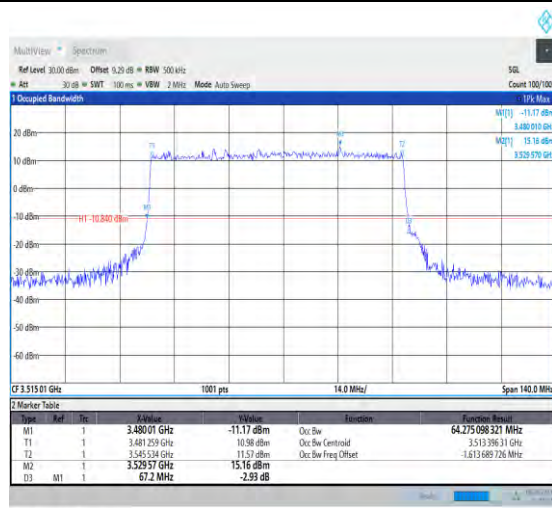 MultiView Spectrum
Ref Level 30.00 dBm Offset 9.29 dB RBW 500 kHz SGL
Att 30 dB SWT 100 ms VBW 2 MHz Mode Auto Sweep Count 100/100
1 Occupied Bandwidth 1Pk Max
M1[1] -11.17 dBm
3.480 010 GHz
M2[1] 15.16 dBm
3.529 570 GHz
M2
T1 T2
20 dBm
10 dBm
0 dBm
M1
-10 dBm
H1 -10.840 dBm
D3
-20 dBm
-30 dBm
-40 dBm
-50 dBm
-60 dBm
CF 3.515 01 GHz 1001 pts 14.0 MHz/ Span 140.0 MHz
2 Marker Table
Type Ref Trc X-Value Y-Value Function Function Result
M1 1 3.480 01 GHz -11.17 dBm Occ Bw 64.275 098 321 MHz
T1 1 3.481 259 GHz 10.98 dBm Occ Bw Centroid 3.513 396 31 GHz
T2 1 3.545 534 GHz 11.57 dBm Occ Bw Freq Offset -1.613 689 726 MHz
M2 1 3.529 57 GHz 15.16 dBm
D3 M1 1 67.2 MHz -2.93 dB